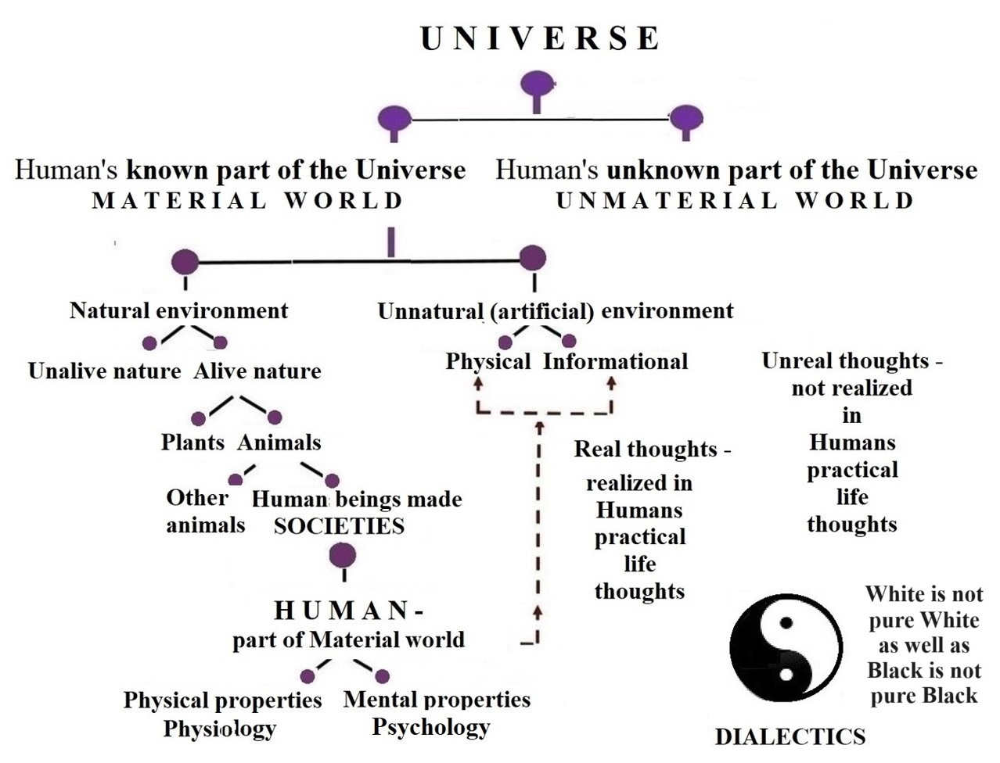 UNIVERSE
Human's known part of the Universe
MATERIAL WORLD
Human's unknown part of the Universe
UNMATERIAL WORLD
Natural environment
Unnatural (artificial) environment
Unalive nature Alive nature
Physical Informational
Plants Animals
Other
animals
Human beings made
SOCIETIES
HUMAN-
part of Material world
Physical properties
Physiology
Mental properties
Psychology
Real thoughts -
realized in
Humans
practical
life
thoughts
Unreal thoughts -
not realized
in
Humans
practical
life
thoughts
White is not
pure White
as well as
Black is not
pure Black
DIALECTICS